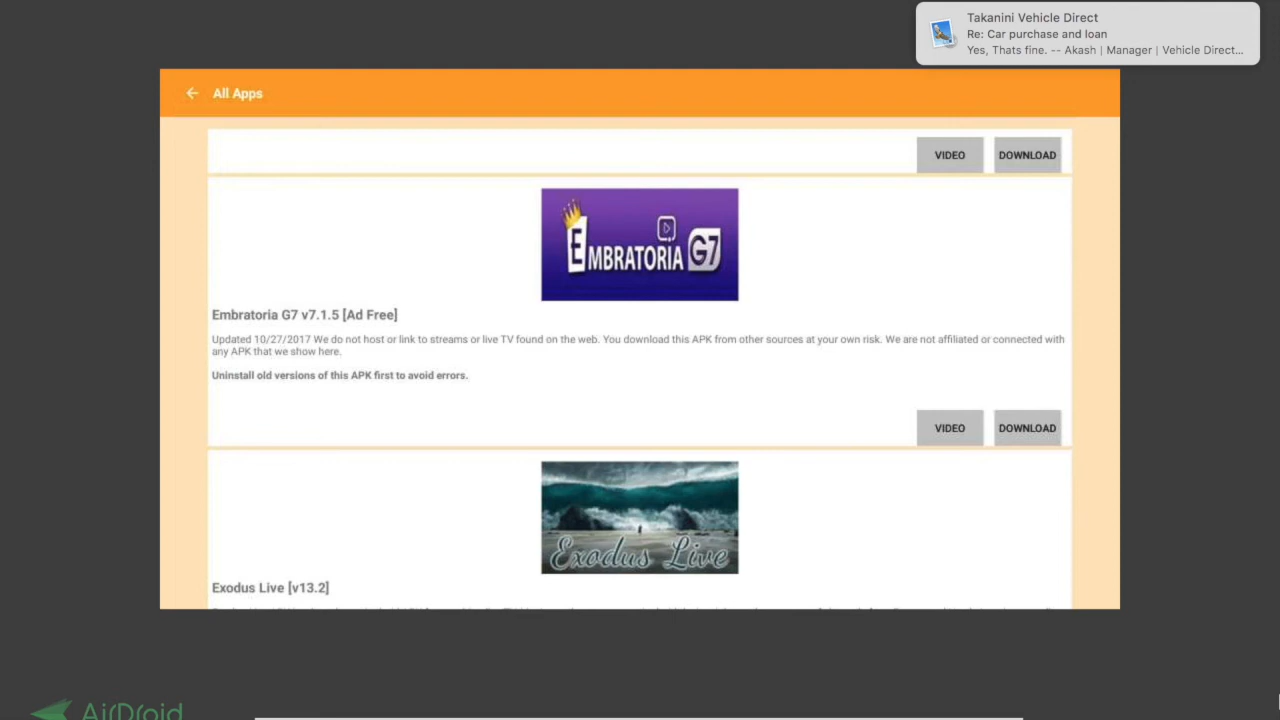 Takanini Vehicle Direct
Re: Car purchase and loan
Yes, Thats fine. -- Akash | Manager | Vehicle Direct...
All Apps
VIDEO DOWNLOAD
EMBRATORIA G7
Embratoria G7 v7.1.5 [Ad Free]
Updated 10/27/2017 We do not host or link to streams or live TV found on the web. You download this APK from other sources at your own risk. We are not affiliated or connected with
any APK that we show here.
Uninstall old versions of this APK first to avoid errors.
VIDEO DOWNLOAD
Exodus Live
Exodus Live [v13.2]
AirDroid